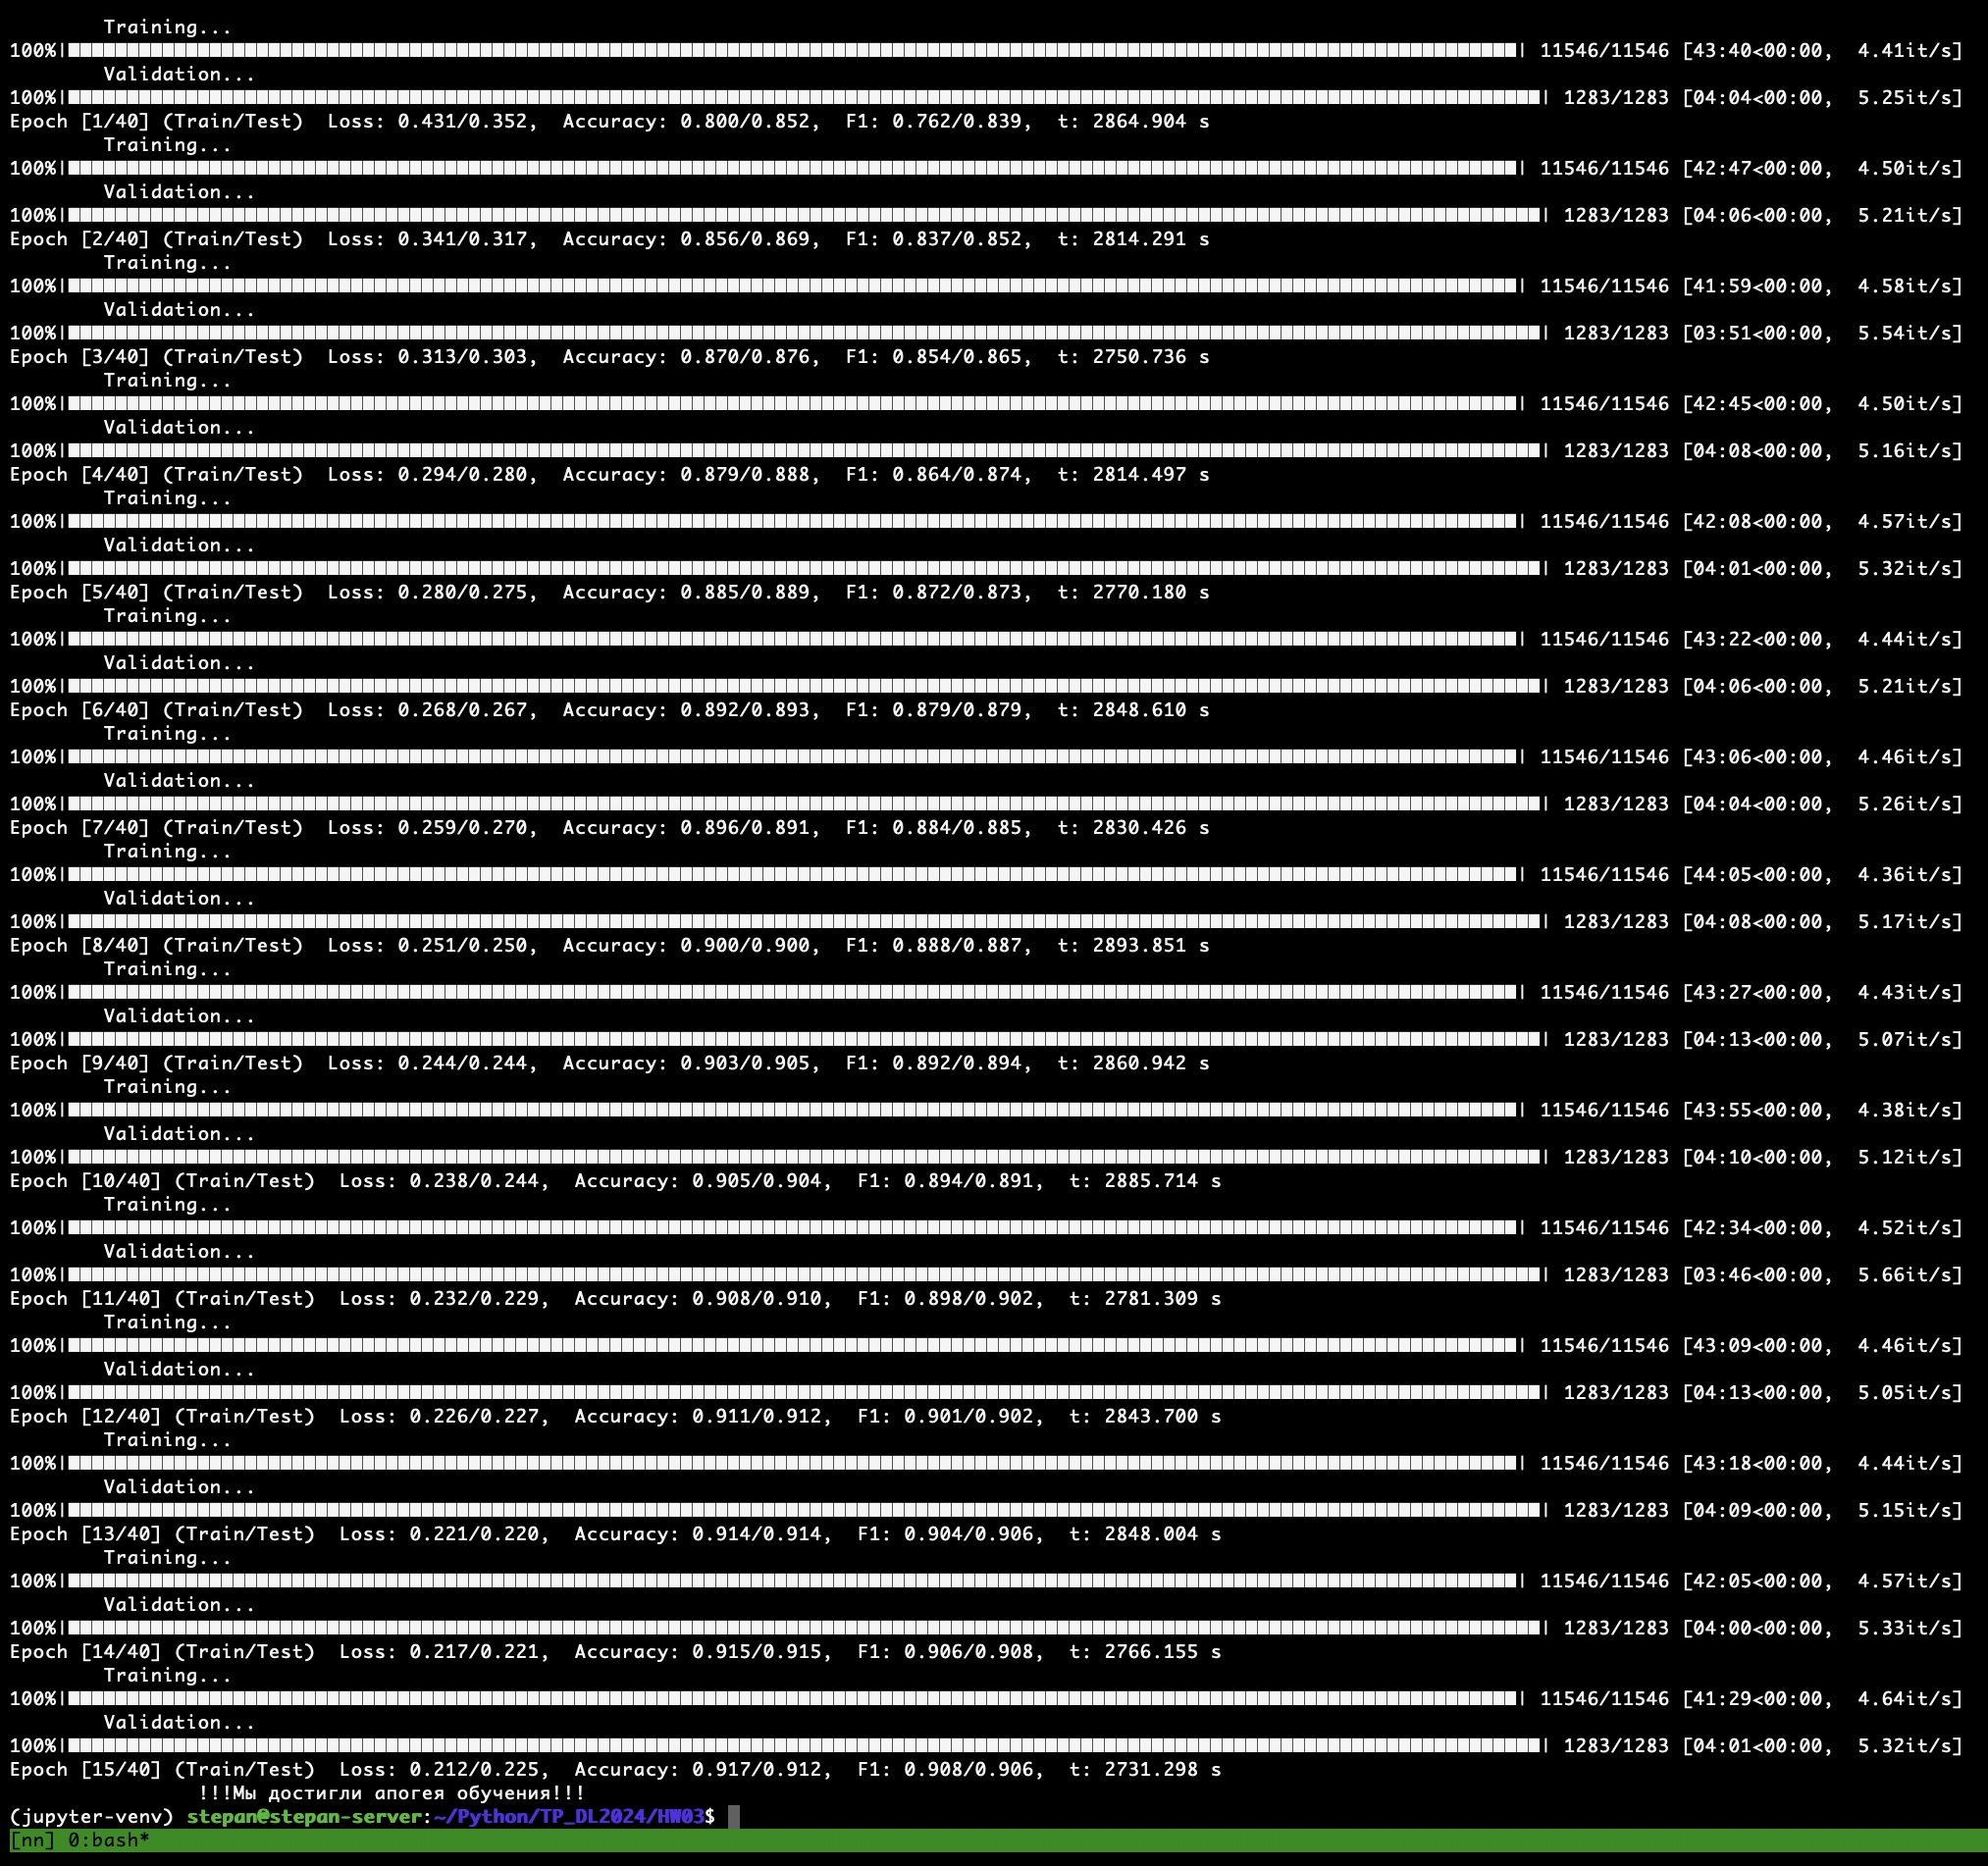 Training...
100%| 11546/11546 [43:40<00:00, 4.41it/s]
Validation...
100%| | 1283/1283 [04:04<00:00, 5.25it/s]
Epoch [1/40] (Train/Test) Loss: 0.431/0.352, Accuracy: 0.800/0.852, F1: 0.762/0.839, t: 2864.904 s
Training...
100%| | 11546/11546 [42:47<00:00, 4.50it/s]
Validation...
100%| | 1283/1283 [04:06<00:00, 5.21it/s]
Epoch [2/40] (Train/Test) Loss: 0.341/0.317, Accuracy: 0.856/0.869, F1: 0.837/0.852, t: 2814.291 s
Training...
100%| | 11546/11546 [41:59<00:00, 4.58it/s]
Validation...
100%| | 1283/1283 [03:51<00:00, 5.54it/s]
Epoch [3/40] (Train/Test) Loss: 0.313/0.303, Accuracy: 0.870/0.876, F1: 0.854/0.865, t: 2750.736 s
Training...
100%| | 11546/11546 [42:45<00:00, 4.50it/s]
Validation...
100%| | 1283/1283 [04:08<00:00, 5.16it/s]
Epoch [4/40] (Train/Test) Loss: 0.294/0.280, Accuracy: 0.879/0.888, F1: 0.864/0.874, t: 2814.497 s
Training...
100%| | 11546/11546 [42:08<00:00, 4.57it/s]
Validation...
100%| | 1283/1283 [04:01<00:00, 5.32it/s]
Epoch [5/40] (Train/Test) Loss: 0.280/0.275, Accuracy: 0.885/0.889, F1: 0.872/0.873, t: 2770.180 s
Training...
100%| | 11546/11546 [43:22<00:00, 4.44it/s]
Validation...
100%| | 1283/1283 [04:06<00:00, 5.21it/s]
Epoch [6/40] (Train/Test) Loss: 0.268/0.267, Accuracy: 0.892/0.893, F1: 0.879/0.879, t: 2848.610 s
Training...
100%| | 11546/11546 [43:06<00:00, 4.46it/s]
Validation...
100%| | 1283/1283 [04:04<00:00, 5.26it/s]
Epoch [7/40] (Train/Test) Loss: 0.259/0.270, Accuracy: 0.896/0.891, F1: 0.884/0.885, t: 2830.426 s
Training...
100%| | 11546/11546 [44:05<00:00, 4.36it/s]
Validation...
100%| | 1283/1283 [04:08<00:00, 5.17it/s]
Epoch [8/40] (Train/Test) Loss: 0.251/0.250, Accuracy: 0.900/0.900, F1: 0.888/0.887, t: 2893.851 s
Training...
100%| | 11546/11546 [43:27<00:00, 4.43it/s]
Validation...
100%| | 1283/1283 [04:13<00:00, 5.07it/s]
Epoch [9/40] (Train/Test) Loss: 0.244/0.244, Accuracy: 0.903/0.905, F1: 0.892/0.894, t: 2860.942 s
Training...
100%| | 11546/11546 [43:55<00:00, 4.38it/s]
Validation...
100%| | 1283/1283 [04:10<00:00, 5.12it/s]
Epoch [10/40] (Train/Test) Loss: 0.238/0.244, Accuracy: 0.905/0.904, F1: 0.894/0.891, t: 2885.714 s
Training...
100%| | 11546/11546 [42:34<00:00, 4.52it/s]
Validation...
100%| | 1283/1283 [03:46<00:00, 5.66it/s]
Epoch [11/40] (Train/Test) Loss: 0.232/0.229, Accuracy: 0.908/0.910, F1: 0.898/0.902, t: 2781.309 s
Training...
100%| | 11546/11546 [43:09<00:00, 4.46it/s]
Validation...
100%| | 1283/1283 [04:13<00:00, 5.05it/s]
Epoch [12/40] (Train/Test) Loss: 0.226/0.227, Accuracy: 0.911/0.912, F1: 0.901/0.902, t: 2843.700 s
Training...
100%| | 11546/11546 [43:18<00:00, 4.44it/s]
Validation...
100%| | 1283/1283 [04:09<00:00, 5.15it/s]
Epoch [13/40] (Train/Test) Loss: 0.221/0.220, Accuracy: 0.914/0.914, F1: 0.904/0.906, t: 2848.004 s
Training...
100%| | 11546/11546 [42:05<00:00, 4.57it/s]
Validation...
100%| | 1283/1283 [04:00<00:00, 5.33it/s]
Epoch [14/40] (Train/Test) Loss: 0.217/0.221, Accuracy: 0.915/0.915, F1: 0.906/0.908, t: 2766.155 s
Training...
100%| | 11546/11546 [41:29<00:00, 4.64it/s]
Validation...
100%| | 1283/1283 [04:01<00:00, 5.32it/s]
Epoch [15/40] (Train/Test) Loss: 0.212/0.225, Accuracy: 0.917/0.912, F1: 0.908/0.906, t: 2731.298 s
!!!Мы достигли апогея обучения!!!
(jupyter-venv) stepan@stepan-server:~/Python/TP_DL2024/HW03$
[nn] 0:bash*